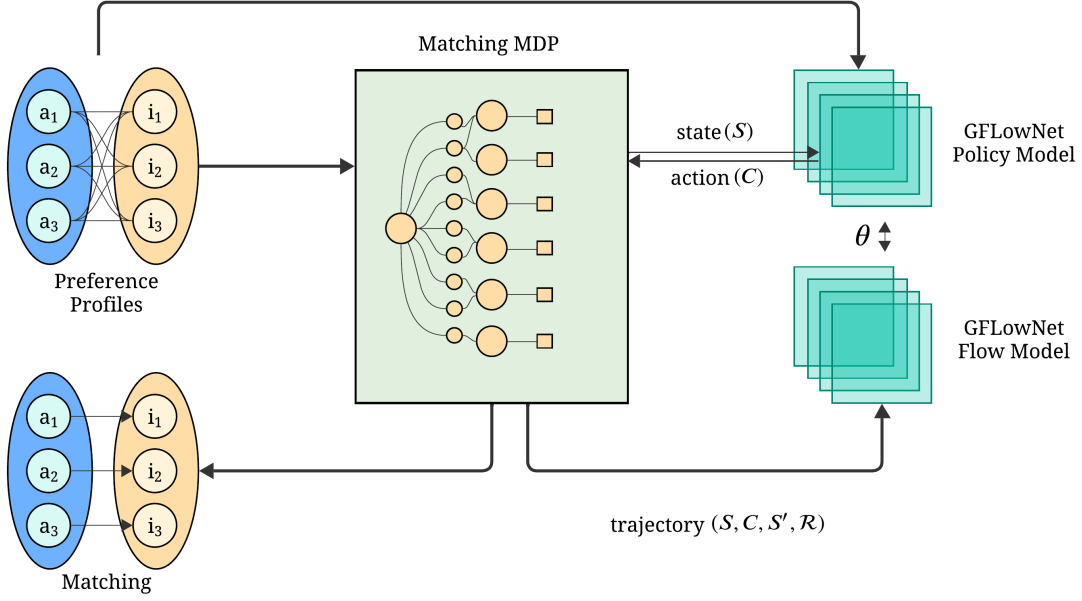 Matching MDP
a1
a2
a3
i1
i2
i3
Preference
Profiles
state (S)
action (C)
GFLowNet
Policy Model
θ
GFLowNet
Flow Model
a1
a2
a3
i1
i2
i3
Matching
trajectory (S, C, S′, R)